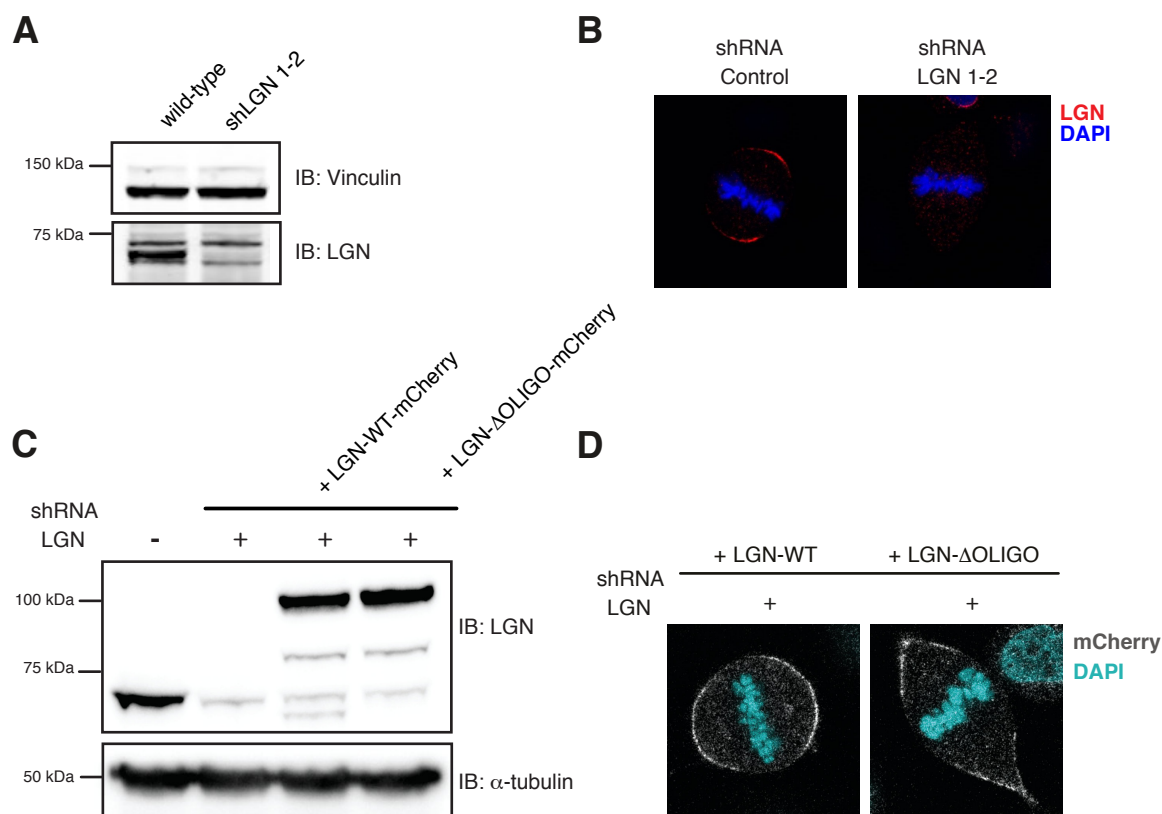 A
wild-type
shLGN 1-2
150 kDa
IB: Vinculin
75 kDa
IB: LGN
B
shRNA
Control
shRNA
LGN 1-2
LGN
DAPI
C
+ LGN-WT-mCherry
+ LGN-ΔOLIGO-mCherry
shRNA
LGN - + + +
100 kDa
IB: LGN
75 kDa
50 kDa
IB: α-tubulin
D
+ LGN-WT + LGN-ΔOLIGO
shRNA
LGN + +
mCherry
DAPI